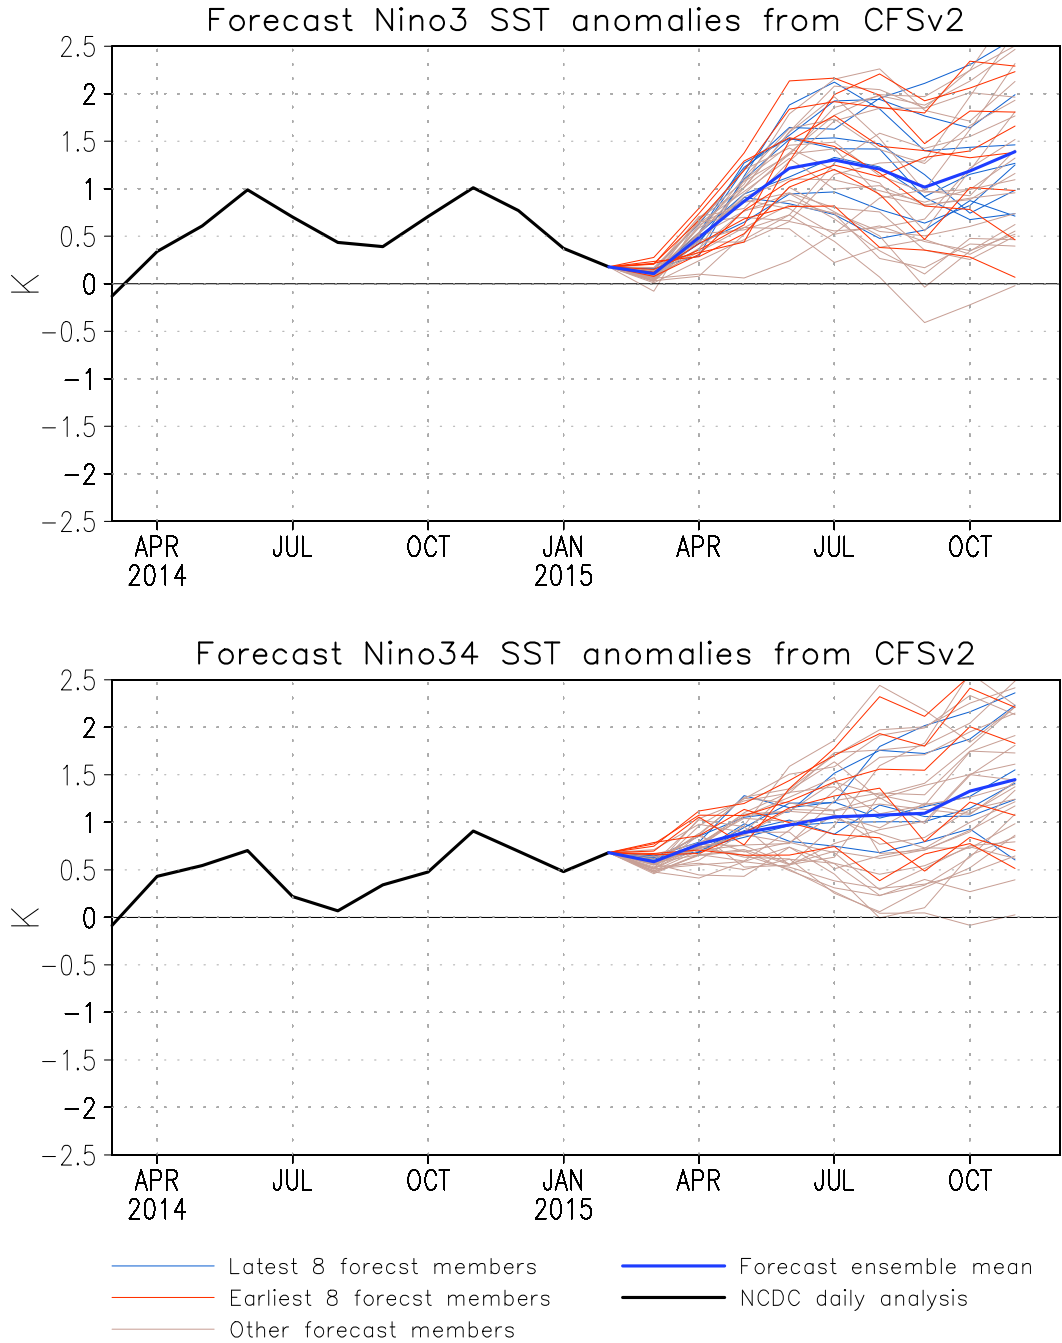 Forecast Nino3 SST anomalies from CFSv2
2.5
2
1.5
1
0.5
0
−0.5
−1
−1.5
−2
−2.5
K
APR JUL OCT JAN APR JUL OCT
2014 2015
Forecast Nino34 SST anomalies from CFSv2
2.5
2
1.5
1
0.5
0
−0.5
−1
−1.5
−2
−2.5
K
APR JUL OCT JAN APR JUL OCT
2014 2015
Latest 8 forecst members Forecast ensemble mean
Earliest 8 forecst members NCDC daily analysis
Other forecast members